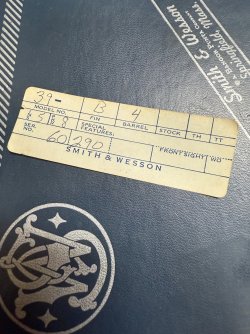 Smith & Wesson
Springfield, Mass.
39- B 4
MODEL NO. FIN BARREL STOCK TH TT
SER. NO. 60290
SPECIAL FEATURES:
FRONT SIGHT
SMITH & WESSON